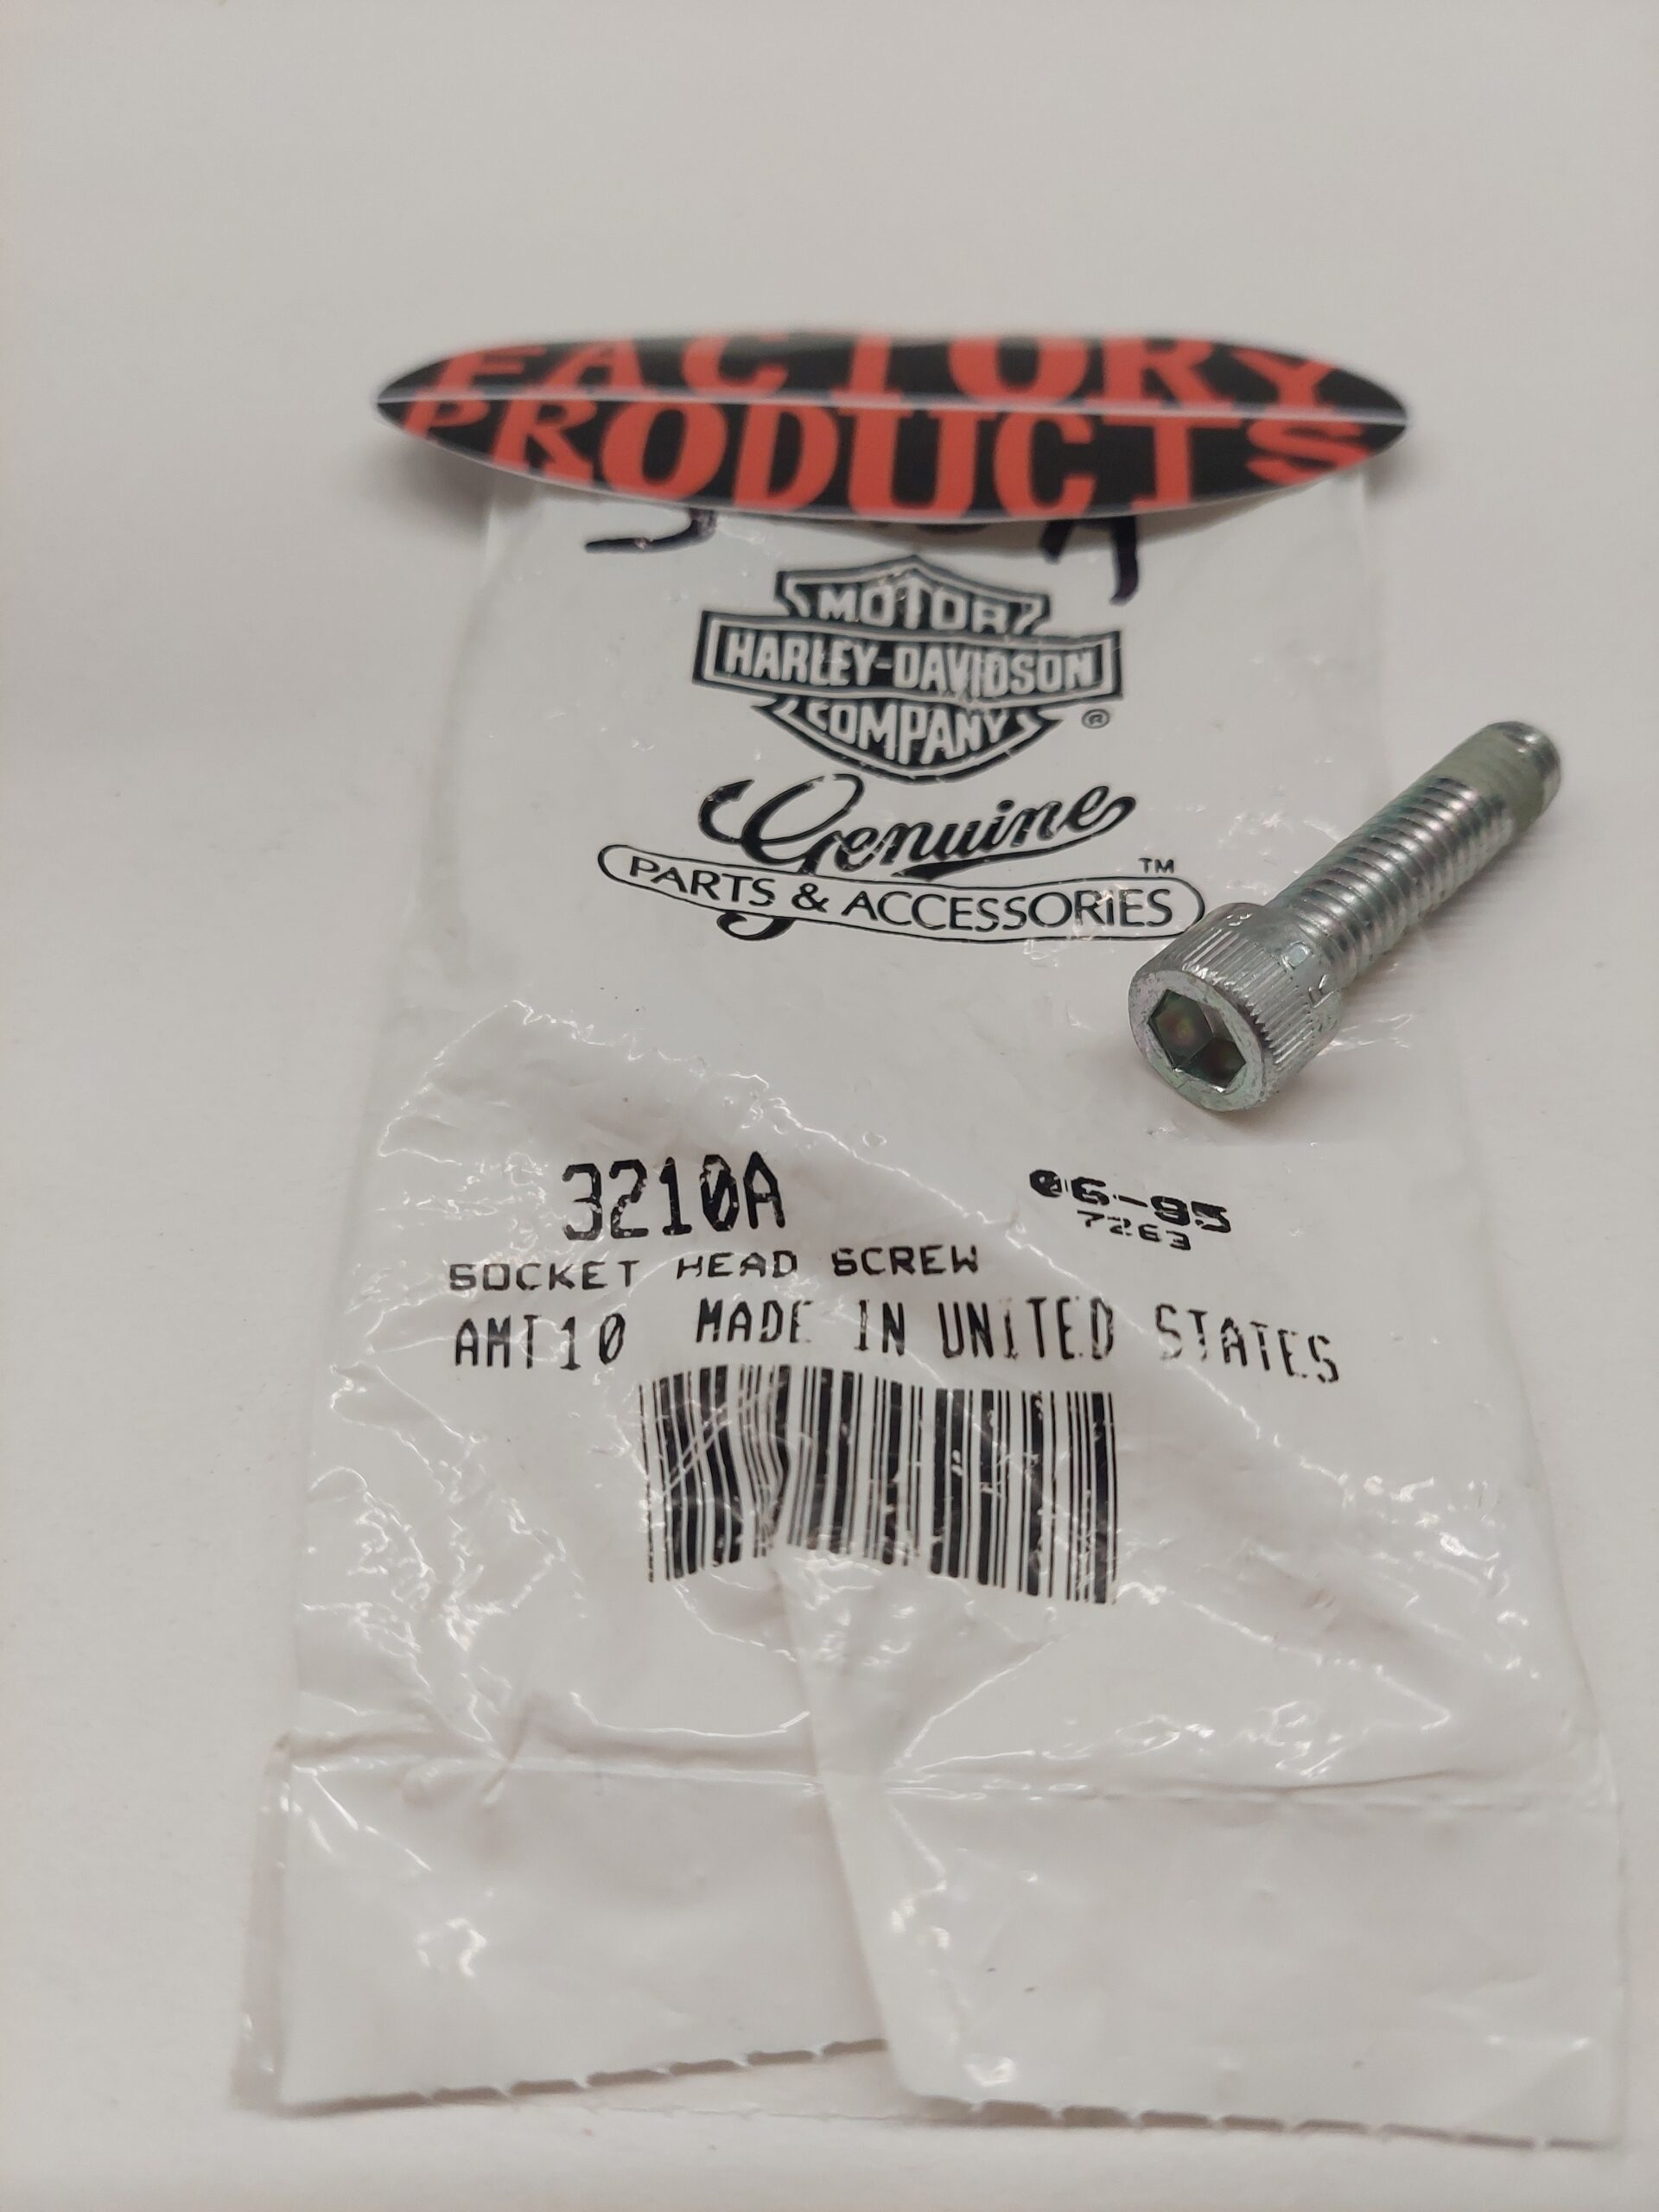 FACTORY
PRODUCTS
MOTOR
HARLEY-DAVIDSON
COMPANY ®
Genuine
PARTS & ACCESSORIES ™
3210A
06-95
7263
SOCKET HEAD SCREW
AMT10 MADE IN UNITED STATES